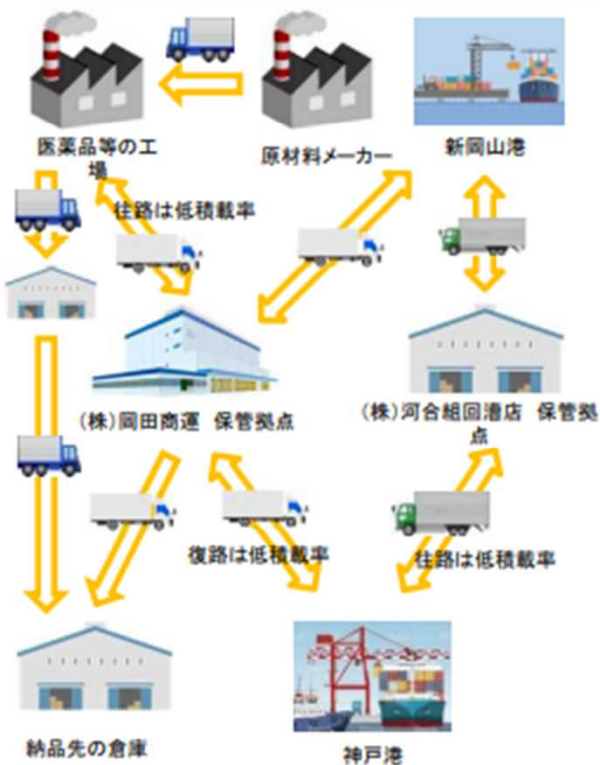 医薬品等の工
場
原材料メーカー
新岡山港
往路は低積載率
(株)岡田商運 保管拠点
(株)河合組回漕店 保管拠
点
復路は低積載率
往路は低積載率
納品先の倉庫
神戸港